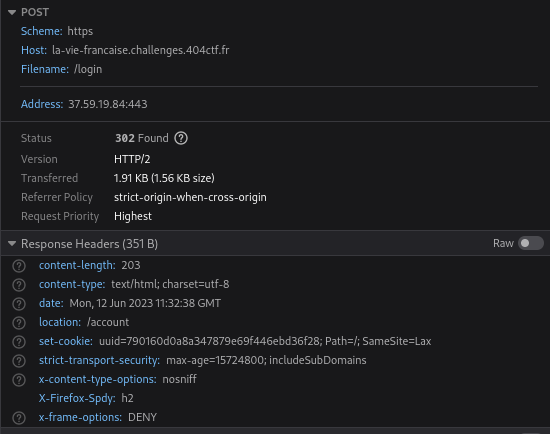 POST
Scheme: https
Host: la-vie-francaise.challenges.404ctf.fr
Filename: /login
Address: 37.59.19.84:443
Status 302 Found ?
Version HTTP/2
Transferred 1.91 KB (1.56 KB size)
Referrer Policy strict-origin-when-cross-origin
Request Priority Highest
Response Headers (351 B) Raw
? content-length: 203
? content-type: text/html; charset=utf-8
? date: Mon, 12 Jun 2023 11:32:38 GMT
? location: /account
? set-cookie: uuid=790160d0a8a347879e69f446ebd36f28; Path=/; SameSite=Lax
? strict-transport-security: max-age=15724800; includeSubDomains
? x-content-type-options: nosniff
X-Firefox-Spdy: h2
? x-frame-options: DENY